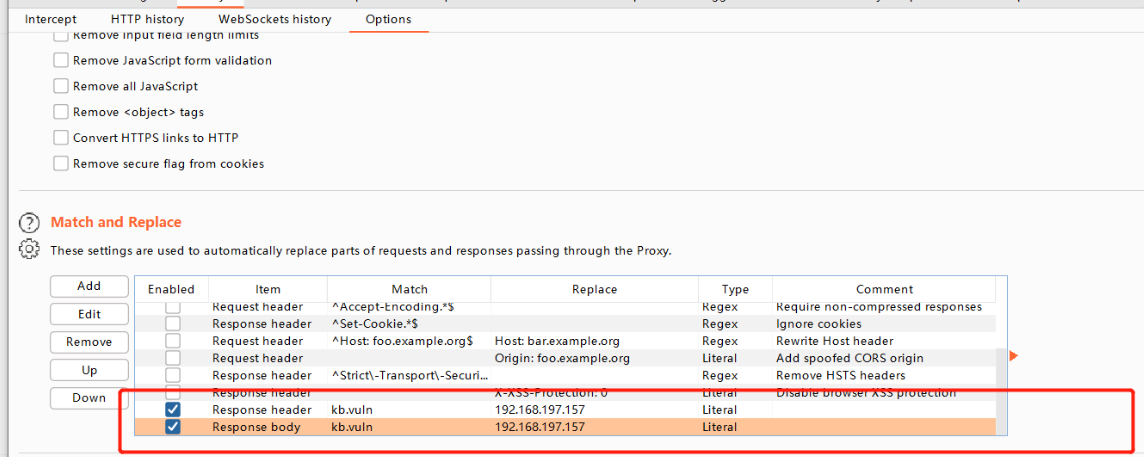 Intercept HTTP history WebSockets history Options
Remove input field length limits
Remove JavaScript form validation
Remove all JavaScript
Remove <object> tags
Convert HTTPS links to HTTP
Remove secure flag from cookies
Match and Replace
These settings are used to automatically replace parts of requests and responses passing through the Proxy.
Add
Edit
Remove
Up
Down
Enabled Item Match Replace Type Comment
Request header ^Accept-Encoding.*$ Regex Require non-compressed responses
Response header ^Set-Cookie.*$ Regex Ignore cookies
Request header ^Host: foo.example.org$ Host: bar.example.org Regex Rewrite Host header
Request header Origin: foo.example.org Literal Add spoofed CORS origin
Response header ^Strict\-Transport\-Securi... Regex Remove HSTS headers
Response header X-XSS-Protection: 0 Literal Disable browser XSS protection
Response header kb.vuln 192.168.197.157 Literal
Response body kb.vuln 192.168.197.157 Literal